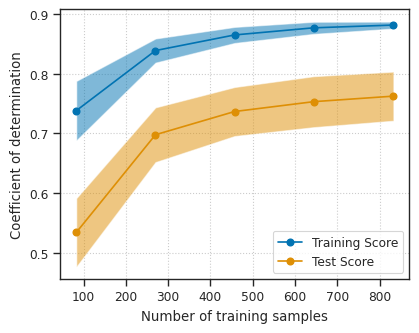 0.9
0.8
0.7
0.6
0.5
Coefficient of determination
Training Score
Test Score
100 200 300 400 500 600 700 800
Number of training samples